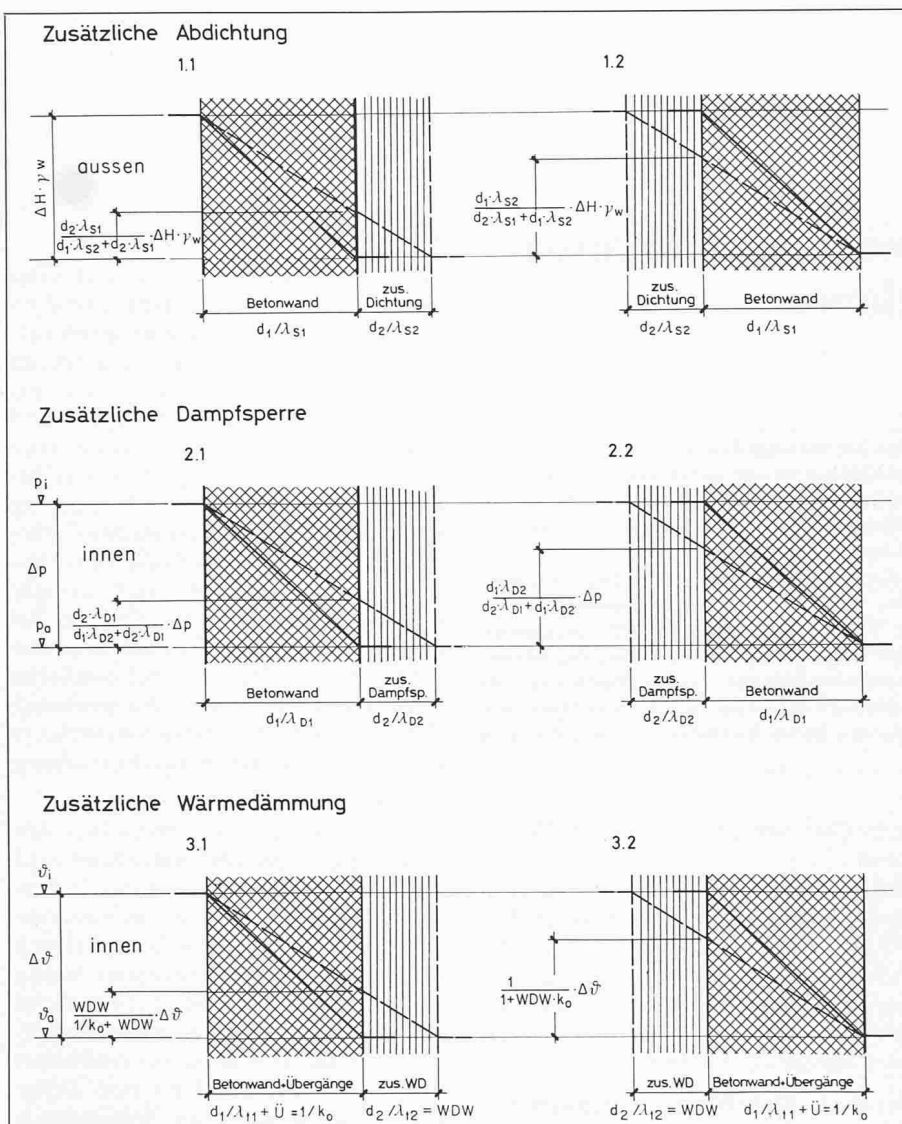 Zusätzliche Abdichtung
1.1 1.2
ΔH·γw
aussen
d2·λS1 / d1·λS2+d2·λS1 ·ΔH·γw
d1·λS2 / d2·λS1+d1·λS2 ·ΔH·γw
Betonwand
zus. Dichtung
d1/λS1 d2/λS2
zus. Dichtung
Betonwand
d2/λS2 d1/λS1
Zusätzliche Dampfsperre
2.1 2.2
pi
Δp
innen
pa
d2·λD1 / d1·λD2+d2·λD1 ·Δp
d1·λD2 / d2·λD1+d1·λD2 ·Δp
Betonwand
zus. Dampfsp.
d1/λD1 d2/λD2
zus. Dampfsp.
Betonwand
d2/λD2 d1/λD1
Zusätzliche Wärmedämmung
3.1 3.2
ϑi
Δϑ
innen
ϑa
WDW / 1/ko + WDW ·Δϑ
1 / 1+WDW·ko ·Δϑ
Betonwand+Übergänge zus. WD
d1/λ11 + Ü = 1/ko d2/λ12 = WDW
zus. WD Betonwand+Übergänge
d2/λ12 = WDW d1/λ11 + Ü = 1/ko